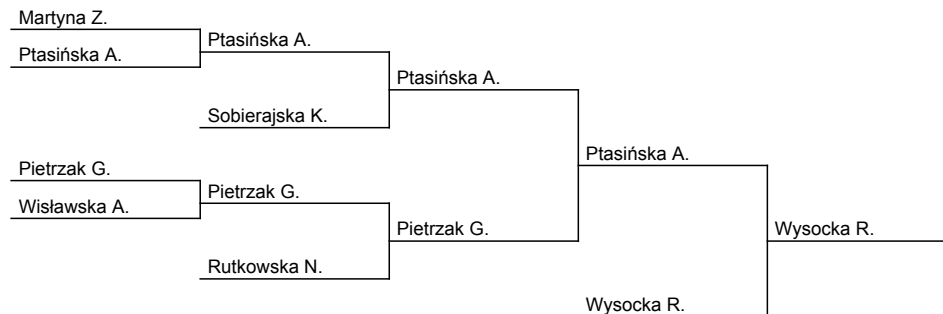 Martyna Z.
Ptasińska A.
Ptasińska A.
Ptasińska A.
Sobierajska K.
Ptasińska A.
Pietrzak G.
Pietrzak G.
Wisławska A.
Pietrzak G.
Wysocka R.
Rutkowska N.
Wysocka R.